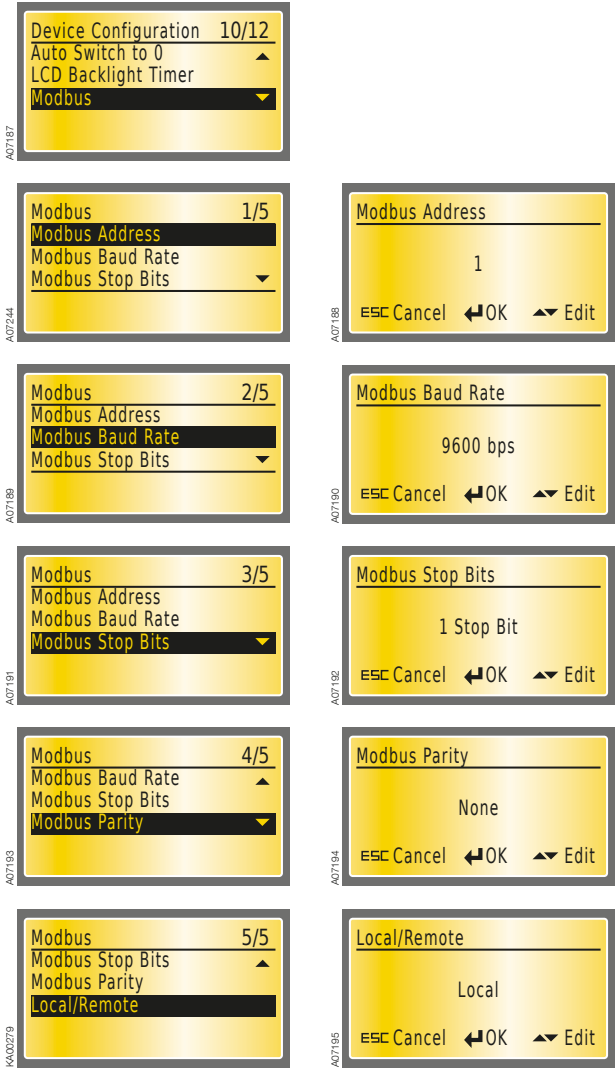 Device Configuration 10/12
Auto Switch to 0
LCD Backlight Timer
Modbus
A07187
Modbus 1/5
Modbus Address
Modbus Baud Rate
Modbus Stop Bits
A07244
Modbus Address
1
ESC Cancel OK Edit
A07188
Modbus 2/5
Modbus Address
Modbus Baud Rate
Modbus Stop Bits
A07189
Modbus Baud Rate
9600 bps
ESC Cancel OK Edit
A07190
Modbus 3/5
Modbus Address
Modbus Baud Rate
Modbus Stop Bits
A07191
Modbus Stop Bits
1 Stop Bit
ESC Cancel OK Edit
A07192
Modbus 4/5
Modbus Baud Rate
Modbus Stop Bits
Modbus Parity
A07193
Modbus Parity
None
ESC Cancel OK Edit
A07194
Modbus 5/5
Modbus Stop Bits
Modbus Parity
Local/Remote
KA00279
Local/Remote
Local
ESC Cancel OK Edit
A07195